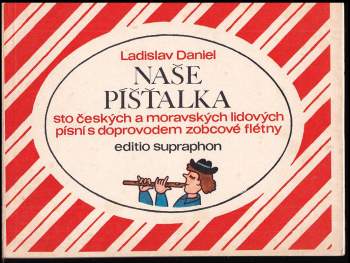 Ladislav Daniel
NAŠE
PÍŠŤALKA
sto českých a moravských lidových
písní s doprovodem zobcové flétny
editio supraphon